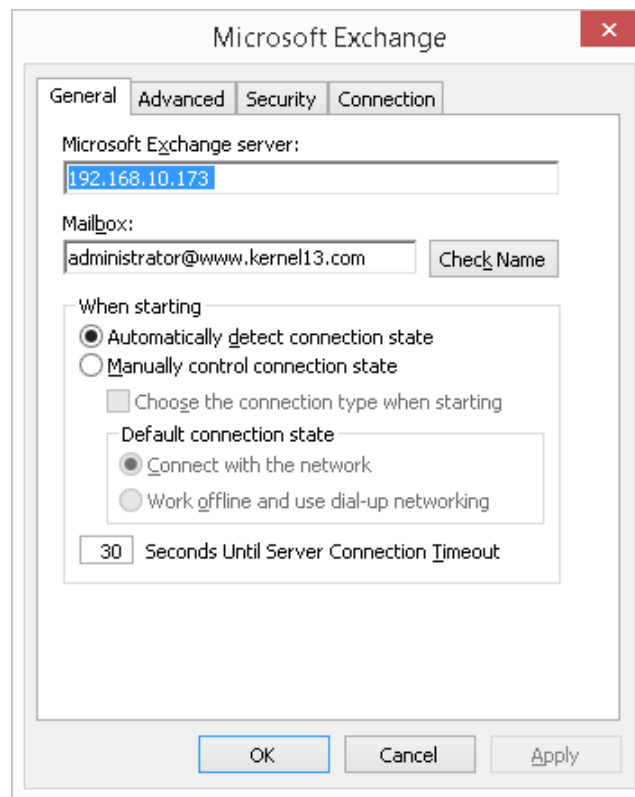 Microsoft Exchange
General Advanced Security Connection
Microsoft Exchange server:
192.168.10.173
Mailbox:
administrator@www.kernel13.com Check Name
When starting
Automatically detect connection state
Manually control connection state
Choose the connection type when starting
Default connection state
Connect with the network
Work offline and use dial-up networking
30 Seconds Until Server Connection Timeout
OK Cancel Apply